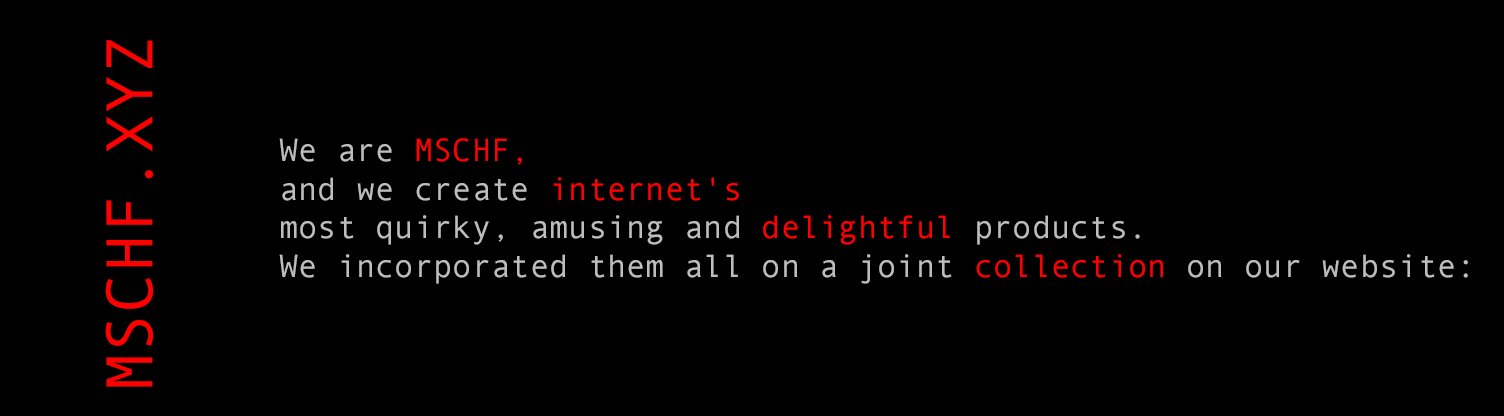 MSCHF.XYZ
We are MSCHF,
and we create internet's
most quirky, amusing and delightful products.
We incorporated them all on a joint collection on our website: